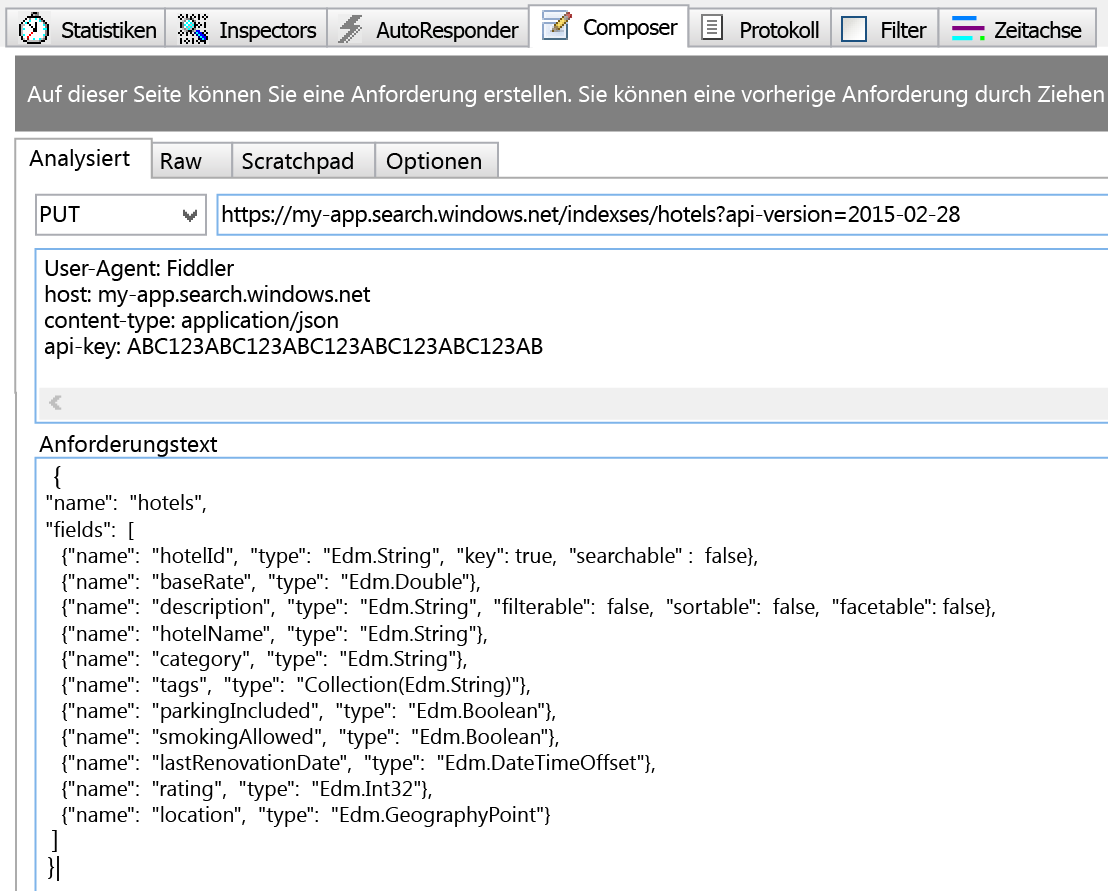 Statistiken Inspectors AutoResponder Composer Protokoll Filter Zeitachse
Auf dieser Seite können Sie eine Anforderung erstellen. Sie können eine vorherige Anforderung durch Ziehen
Analysiert Raw Scratchpad Optionen
PUT https://my-app.search.windows.net/indexses/hotels?api-version=2015-02-28
User-Agent: Fiddler
host: my-app.search.windows.net
content-type: application/json
api-key: ABC123ABC123ABC123ABC123ABC123AB
Anforderungstext
{
"name": "hotels",
"fields": [
{"name": "hotelId", "type": "Edm.String", "key": true, "searchable" : false},
{"name": "baseRate", "type": "Edm.Double"},
{"name": "description", "type": "Edm.String", "filterable": false, "sortable": false, "facetable": false},
{"name": "hotelName", "type": "Edm.String"},
{"name": "category", "type": "Edm.String"},
{"name": "tags", "type": "Collection(Edm.String)"},
{"name": "parkingIncluded", "type": "Edm.Boolean"},
{"name": "smokingAllowed", "type": "Edm.Boolean"},
{"name": "lastRenovationDate", "type": "Edm.DateTimeOffset"},
{"name": "rating", "type": "Edm.Int32"},
{"name": "location", "type": "Edm.GeographyPoint"}
]
}